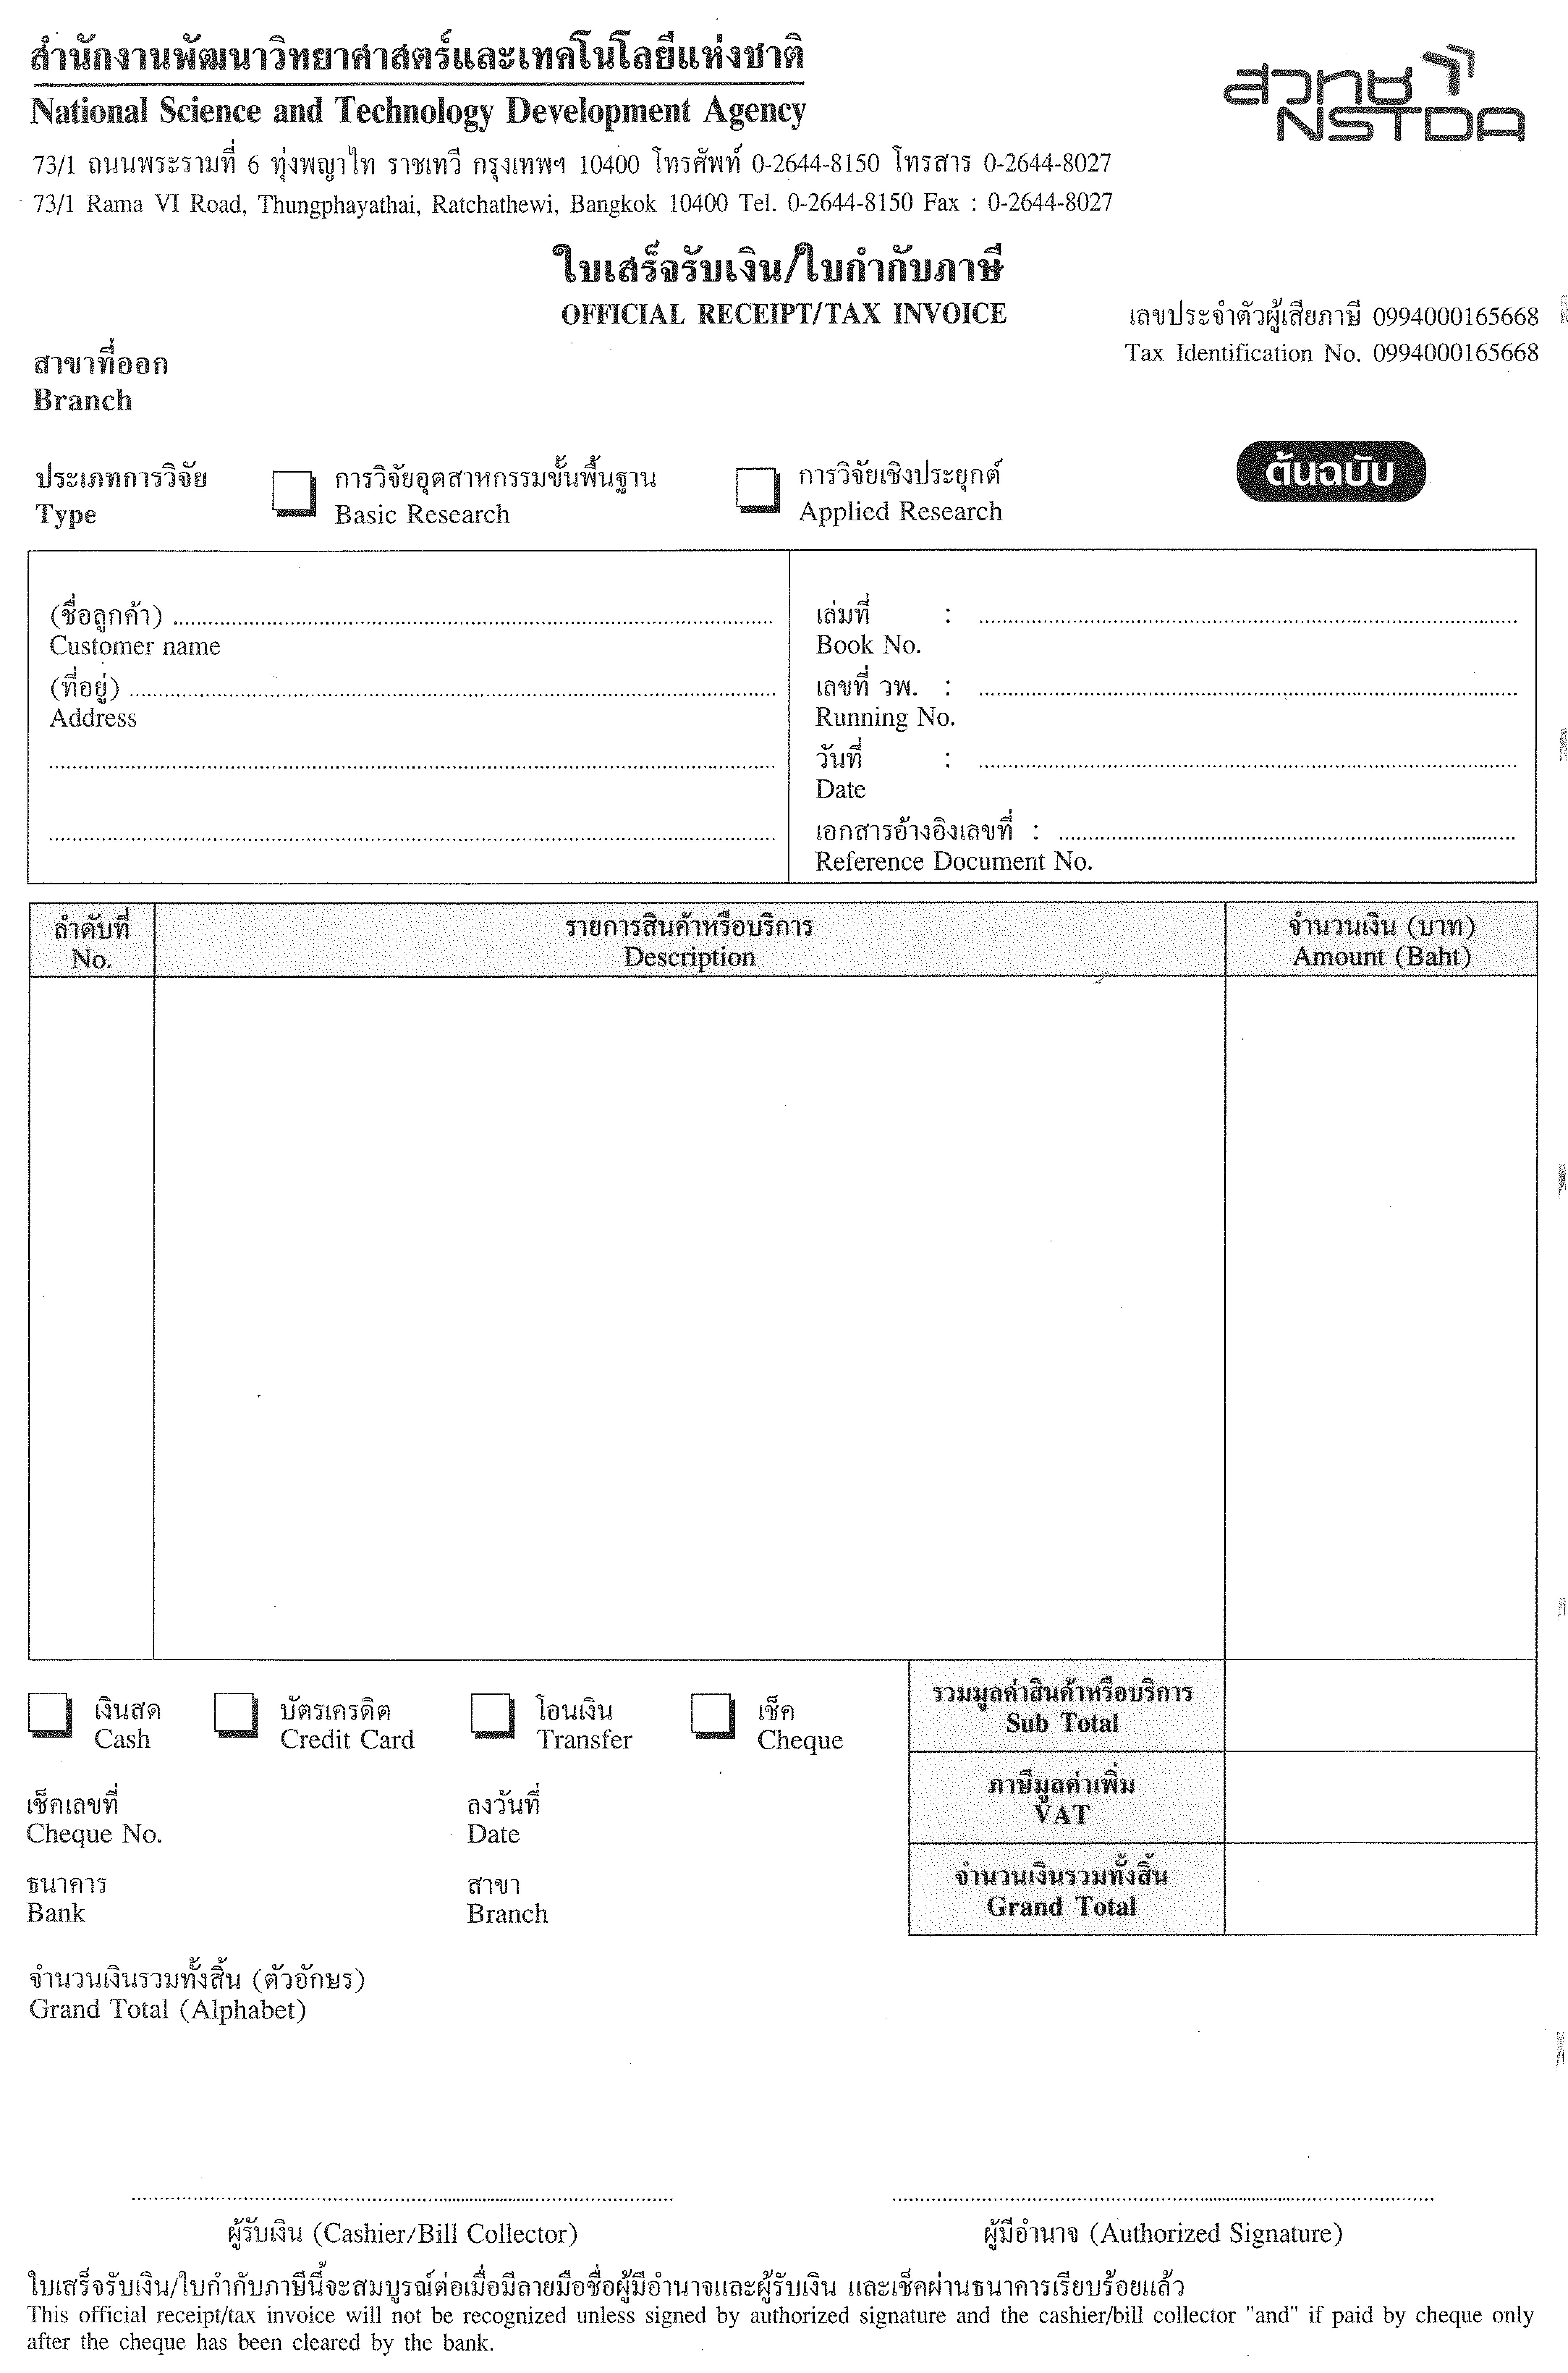 สำนักงานพัฒนาวิทยาศาสตร์และเทคโนโลยีแห่งชาติ
National Science and Technology Development Agency
สวทช
NSTDA
73/1 ถนนพระรามที่ 6 ทุ่งพญาไท ราชเทวี กรุงเทพฯ 10400 โทรศัพท์ 0-2644-8150 โทรสาร 0-2644-8027
73/1 Rama VI Road, Thungphayathai, Ratchathewi, Bangkok 10400 Tel. 0-2644-8150 Fax : 0-2644-8027
ใบเสร็จรับเงิน/ใบกำกับภาษี
OFFICIAL RECEIPT/TAX INVOICE
เลขประจำตัวผู้เสียภาษี 0994000165668
Tax Identification No. 0994000165668
สาขาที่ออก
Branch
ประเภทการวิจัย
Type
การวิจัยอุตสาหกรรมขั้นพื้นฐาน
Basic Research
การวิจัยเชิงประยุกต์
Applied Research
ต้นฉบับ
(ชื่อลูกค้า)
Customer name
(ที่อยู่)
Address
เล่มที่ :
Book No.
เลขที่ วพ. :
Running No.
วันที่ :
Date
เอกสารอ้างอิงเลขที่ :
Reference Document No.
ลำดับที่
No.
รายการสินค้าหรือบริการ
Description
จำนวนเงิน (บาท)
Amount (Baht)
เงินสด
Cash
บัตรเครดิต
Credit Card
โอนเงิน
Transfer
เช็ค
Cheque
รวมมูลค่าสินค้าหรือบริการ
Sub Total
ภาษีมูลค่าเพิ่ม
VAT
จำนวนเงินรวมทั้งสิ้น
Grand Total
เช็คเลขที่
Cheque No.
ลงวันที่
Date
ธนาคาร
Bank
สาขา
Branch
จำนวนเงินรวมทั้งสิ้น (ตัวอักษร)
Grand Total (Alphabet)
ผู้รับเงิน (Cashier/Bill Collector)
ผู้มีอำนาจ (Authorized Signature)
ใบเสร็จรับเงิน/ใบกำกับภาษีนี้จะสมบูรณ์ต่อเมื่อมีลายมือชื่อผู้มีอำนาจและผู้รับเงิน และเช็คผ่านธนาคารเรียบร้อยแล้ว
This official receipt/tax invoice will not be recognized unless signed by authorized signature and the cashier/bill collector "and" if paid by cheque only
after the cheque has been cleared by the bank.